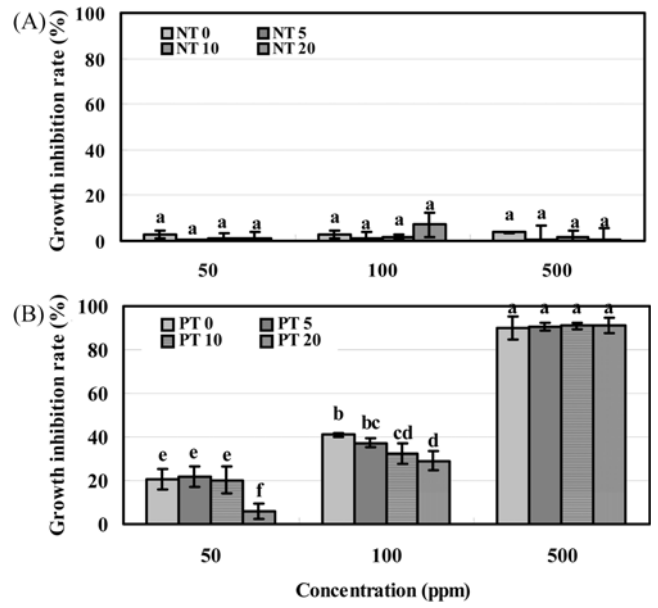 (A)
Growth inhibition rate (%)
100
80
60
40
20
0
NT 0 NT 5
NT 10 NT 20
a a a a
a a a a
a a a a
50 100 500
(B)
Growth inhibition rate (%)
100
80
60
40
20
0
PT 0 PT 5
PT 10 PT 20
e e e f
b bc cd d
a a a a
50 100 500
Concentration (ppm)